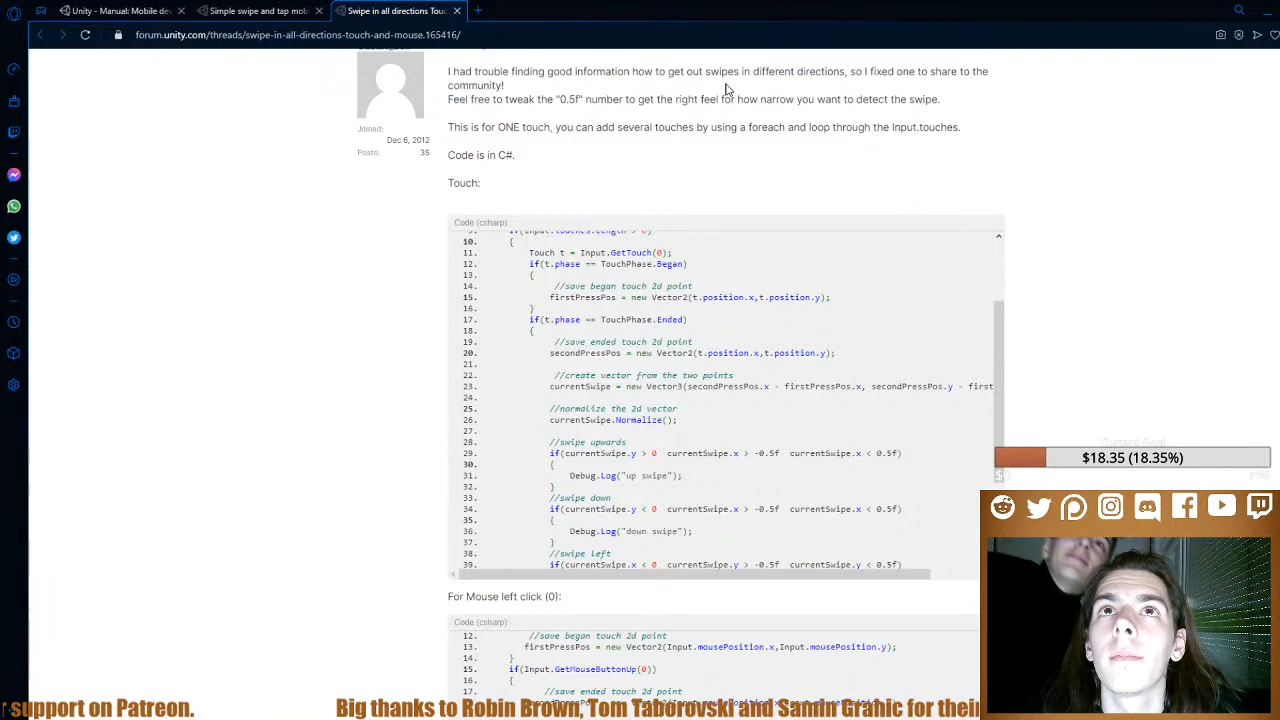 Unity - Manual: Mobile dev
Simple swipe and tap mob
Swipe in all directions Touc
forum.unity.com/threads/swipe-in-all-directions-touch-and-mouse.165416/
I had trouble finding good information how to get out swipes in different directions, so I fixed one to share to the
community!
Feel free to tweak the "0.5f" number to get the right feel for how narrow you want to detect the swipe.
Joined:
Dec 6, 2012
Posts: 35
This is for ONE touch, you can add several touches by using a foreach and loop through the Input.touches.
Code is in C#.
Touch:
Code (csharp):
9. if(Input.touches.Length > 0)
10. {
11. Touch t = Input.GetTouch(0);
12. if(t.phase == TouchPhase.Began)
13. {
14. //save began touch 2d point
15. firstPressPos = new Vector2(t.position.x,t.position.y);
16. }
17. if(t.phase == TouchPhase.Ended)
18. {
19. //save ended touch 2d point
20. secondPressPos = new Vector2(t.position.x,t.position.y);
21.
22. //create vector from the two points
23. currentSwipe = new Vector3(secondPressPos.x - firstPressPos.x, secondPressPos.y - first
24.
25. //normalize the 2d vector
26. currentSwipe.Normalize();
27.
28. //swipe upwards
29. if(currentSwipe.y > 0 currentSwipe.x > -0.5f currentSwipe.x < 0.5f)
30. {
31. Debug.Log("up swipe");
32. }
33. //swipe down
34. if(currentSwipe.y < 0 currentSwipe.x > -0.5f currentSwipe.x < 0.5f)
35. {
36. Debug.Log("down swipe");
37. }
38. //swipe left
39. if(currentSwipe.x < 0 currentSwipe.y > -0.5f currentSwipe.y < 0.5f)
For Mouse left click (0):
Code (csharp):
12. //save began touch 2d point
13. firstPressPos = new Vector2(Input.mousePosition.x,Input.mousePosition.y);
14. }
15. if(Input.GetMouseButtonUp(0))
16. {
17. //save ended touch 2d point
Current Goal
$18.35 (18.35%)
r support on Patreon.
Big thanks to Robin Brown, Tom Taborovski and Samin Granic for their